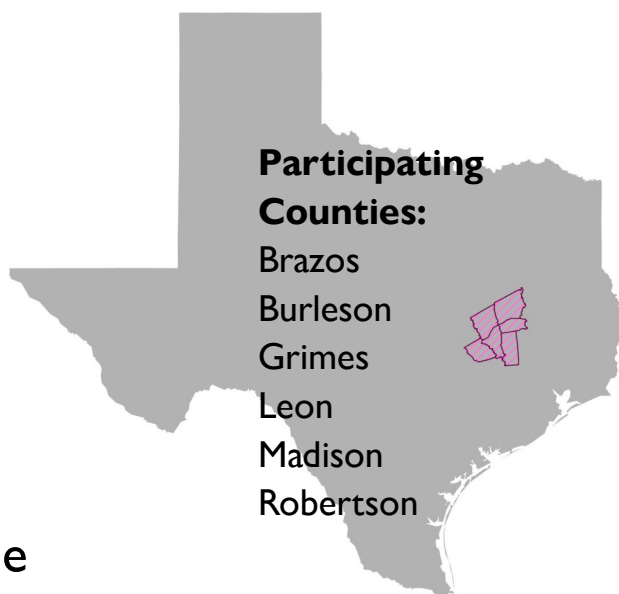 Participating
Counties:
Brazos
Burleson
Grimes
Leon
Madison
Robertson
e